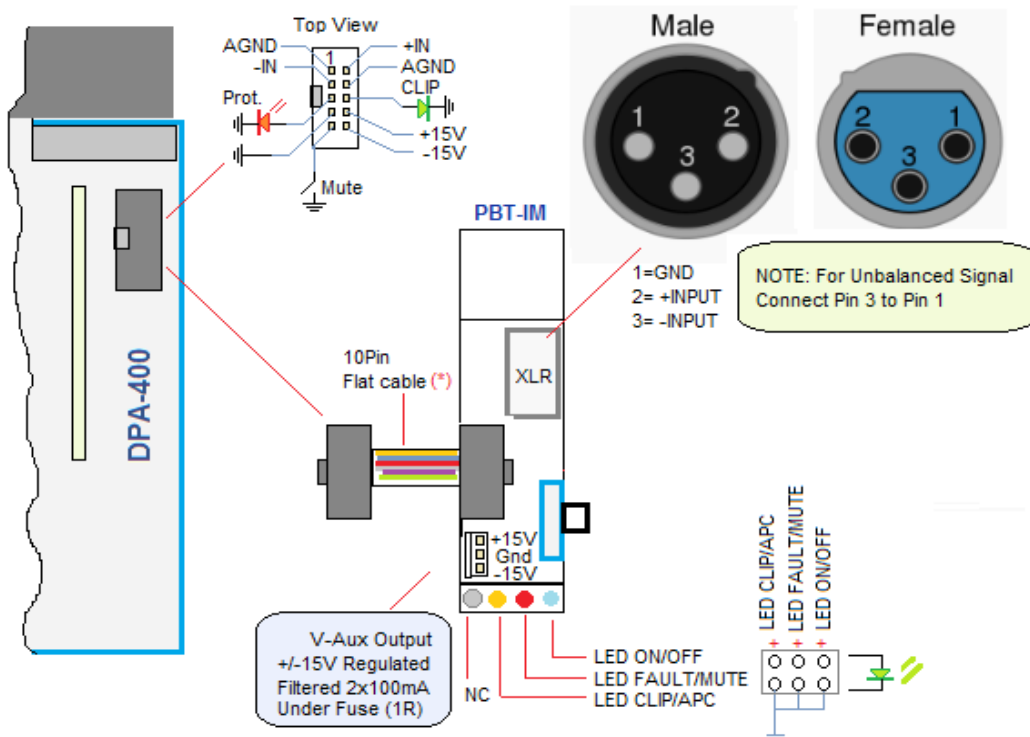 Top View
AGND
+IN
-IN
AGND
1
CLIP
Prot.
+15V
-15V
Mute
Male
Female
1
2
3
2
1
3
PBT-IM
1=GND
2= +INPUT
3= -INPUT
NOTE: For Unbalanced Signal
Connect Pin 3 to Pin 1
DPA-400
10Pin
Flat cable (*)
XLR
+15V
Gnd
-15V
V-Aux Output
+/-15V Regulated
Filtered 2x100mA
Under Fuse (1R)
NC
LED ON/OFF
LED FAULT/MUTE
LED CLIP/APC
+ LED CLIP/APC
+ LED FAULT/MUTE
+ LED ON/OFF